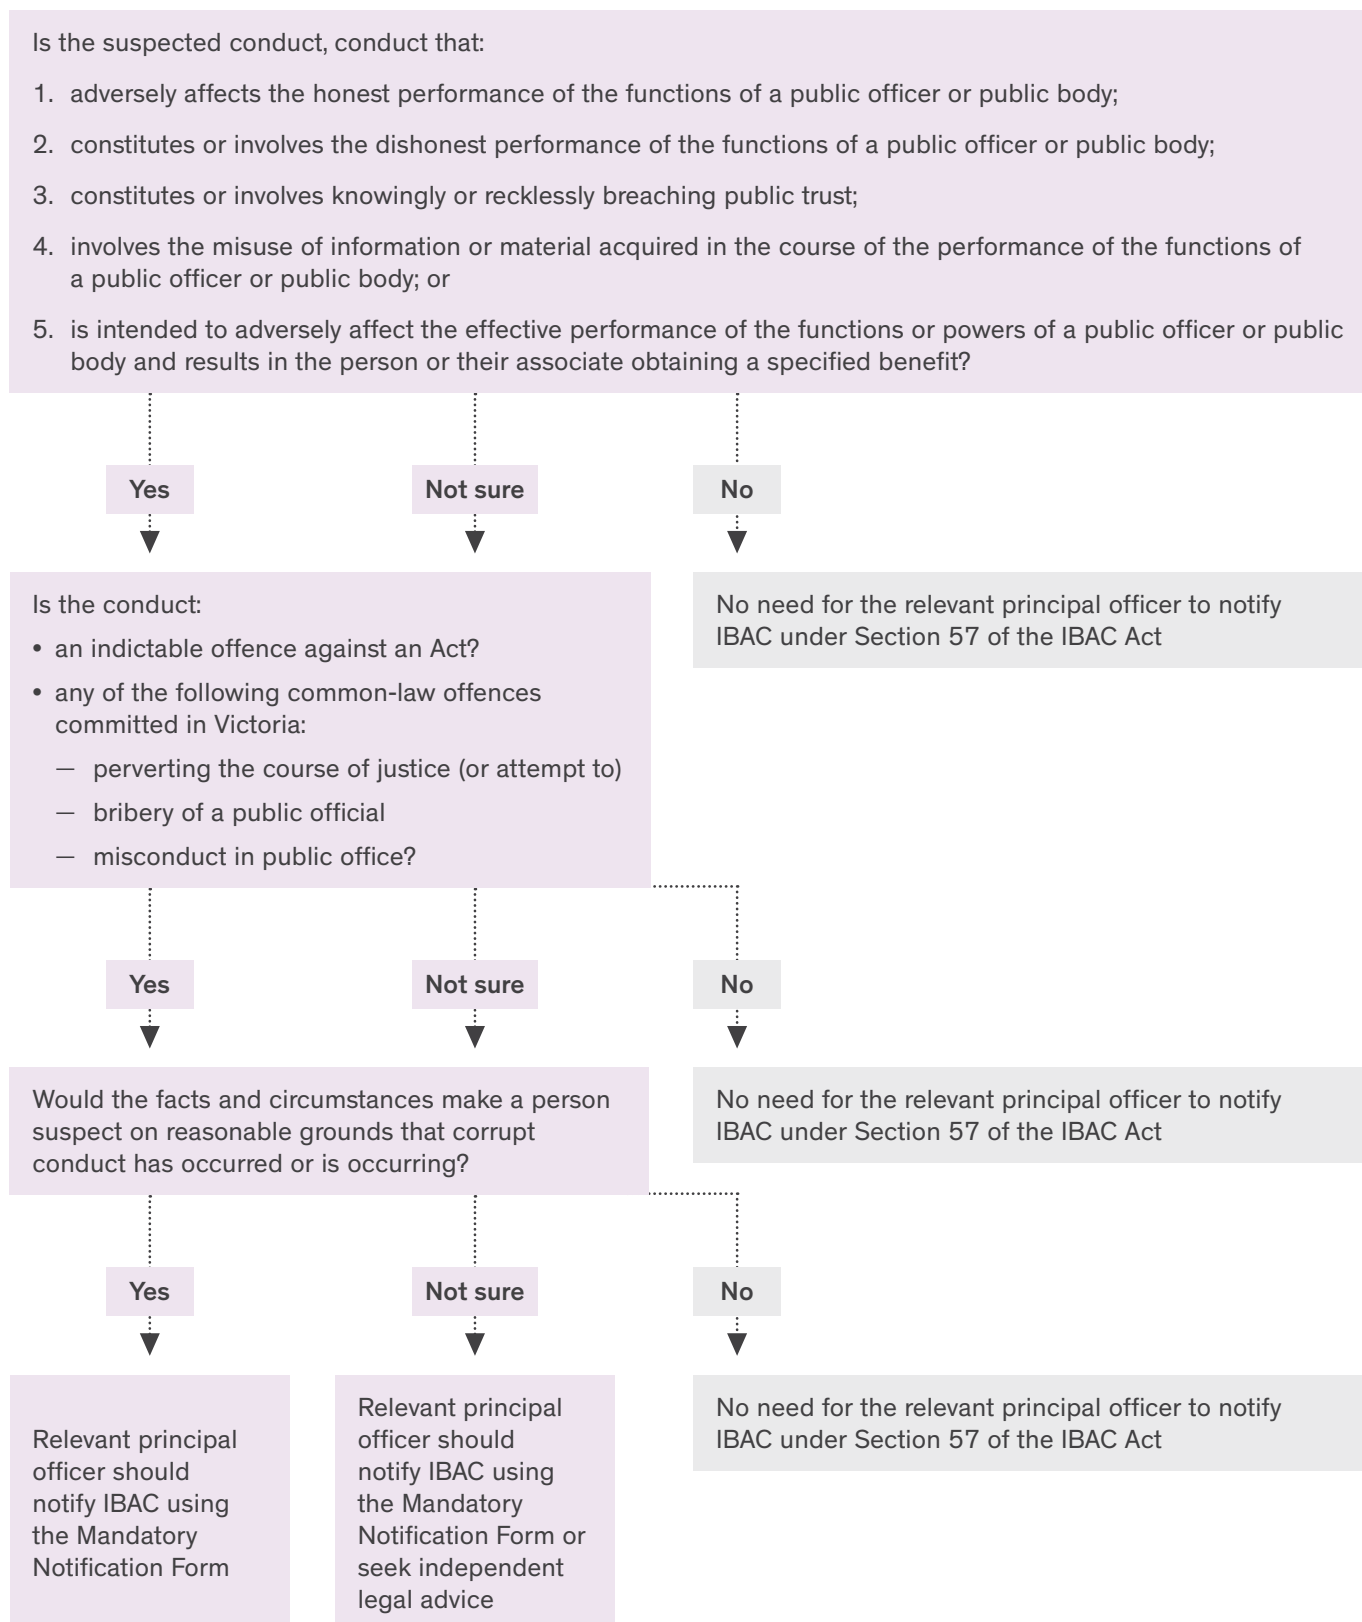 Is the suspected conduct, conduct that:
1. adversely affects the honest performance of the functions of a public officer or public body;
2. constitutes or involves the dishonest performance of the functions of a public officer or public body;
3. constitutes or involves knowingly or recklessly breaching public trust;
4. involves the misuse of information or material acquired in the course of the performance of the functions of
a public officer or public body; or
5. is intended to adversely affect the effective performance of the functions or powers of a public officer or public
body and results in the person or their associate obtaining a specified benefit?
Yes
Not sure
No
Is the conduct:
• an indictable offence against an Act?
• any of the following common-law offences
committed in Victoria:
— perverting the course of justice (or attempt to)
— bribery of a public official
— misconduct in public office?
No need for the relevant principal officer to notify
IBAC under Section 57 of the IBAC Act
Yes
Not sure
No
Would the facts and circumstances make a person
suspect on reasonable grounds that corrupt
conduct has occurred or is occurring?
No need for the relevant principal officer to notify
IBAC under Section 57 of the IBAC Act
Yes
Not sure
No
Relevant principal
officer should
notify IBAC using
the Mandatory
Notification Form
Relevant principal
officer should
notify IBAC using
the Mandatory
Notification Form or
seek independent
legal advice
No need for the relevant principal officer to notify
IBAC under Section 57 of the IBAC Act